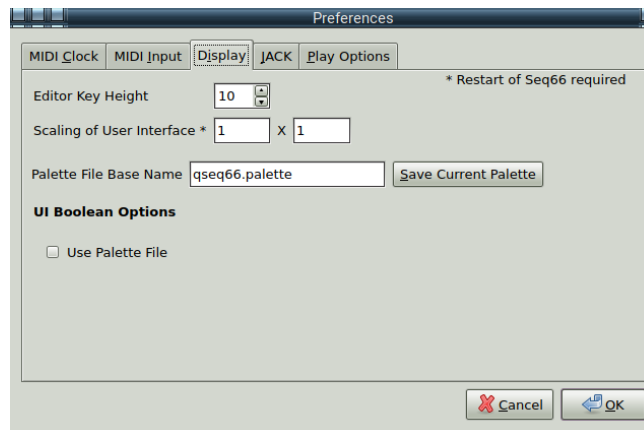 Preferences
MIDI Clock MIDI Input Display JACK Play Options
* Restart of Seq66 required
Editor Key Height 10
Scaling of User Interface * 1 X 1
Palette File Base Name qseq66.palette Save Current Palette
UI Boolean Options
Use Palette File
Cancel OK